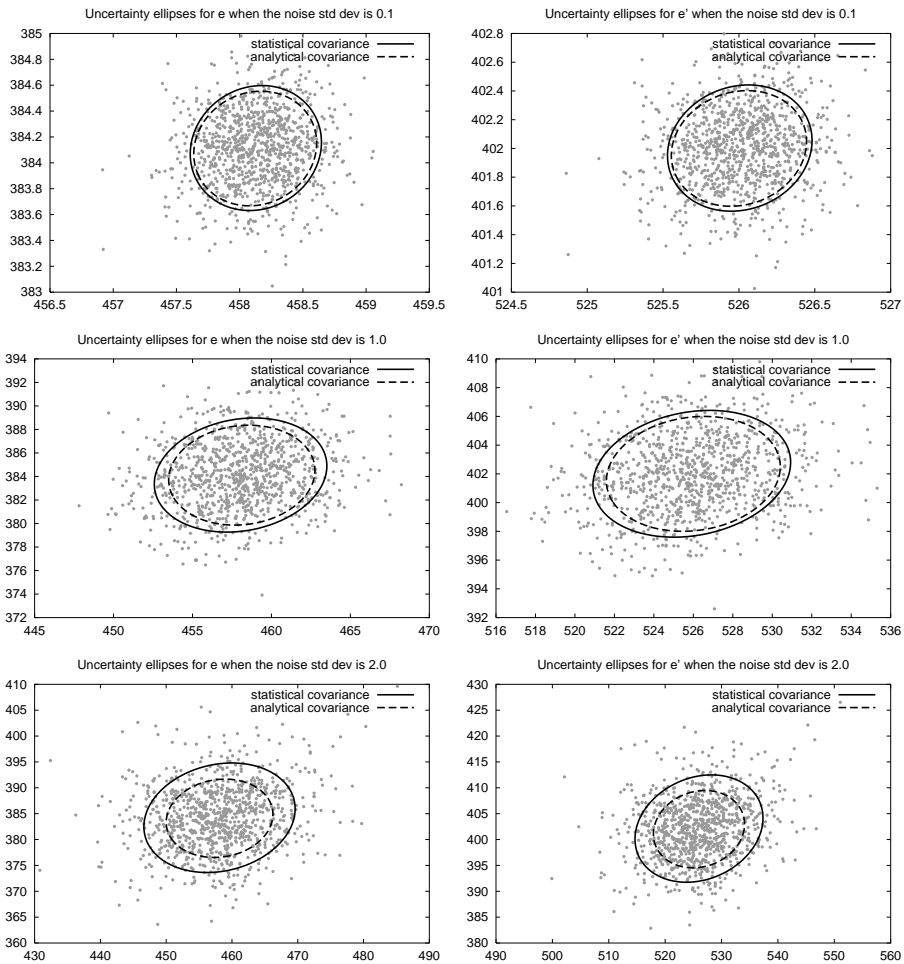 Uncertainty ellipses for e when the noise std dev is 0.1
statistical covariance
analytical covariance
385
384.8
384.6
384.4
384.2
384
383.8
383.6
383.4
383.2
383
456.5 457 457.5 458 458.5 459 459.5
Uncertainty ellipses for e' when the noise std dev is 0.1
statistical covariance
analytical covariance
402.8
402.4
402
401.6
401.2
401
524.5 525 525.5 526 526.5 527
Uncertainty ellipses for e when the noise std dev is 1.0
statistical covariance
analytical covariance
394
392
390
388
386
384
382
380
378
376
374
372
445 450 455 460 465 470
Uncertainty ellipses for e' when the noise std dev is 1.0
statistical covariance
analytical covariance
410
408
406
404
402
400
398
396
394
392
516 518 520 522 524 526 528 530 532 534 536
Uncertainty ellipses for e when the noise std dev is 2.0
statistical covariance
analytical covariance
410
405
400
395
390
385
380
375
370
365
360
430 440 450 460 470 480 490
Uncertainty ellipses for e' when the noise std dev is 2.0
statistical covariance
analytical covariance
430
425
420
415
410
405
400
395
390
385
380
490 500 510 520 530 540 550 560